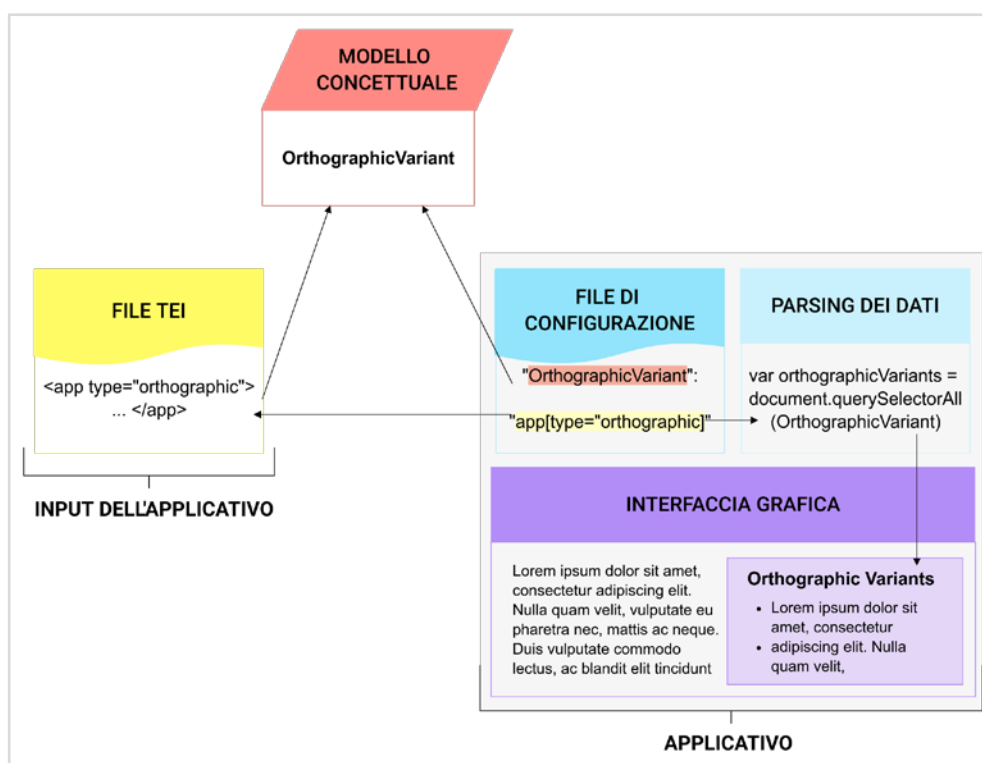 MODELLO
CONCETTUALE
OrthographicVariant
FILE TEI
<app type="orthographic">
... </app>
INPUT DELL'APPLICATIVO
FILE DI
CONFIGURAZIONE
"OrthographicVariant":
"app[type="orthographic]"
PARSING DEI DATI
var orthographicVariants =
document.querySelectorAll
(OrthographicVariant)
INTERFACCIA GRAFICA
Lorem ipsum dolor sit amet,
consectetur adipiscing elit.
Nulla quam velit, vulputate eu
pharetra nec, mattis ac neque.
Duis vulputate commodo
lectus, ac blandit elit tincidunt
Orthographic Variants
• Lorem ipsum dolor sit
amet, consectetur
• adipiscing elit. Nulla
quam velit,
APPLICATIVO